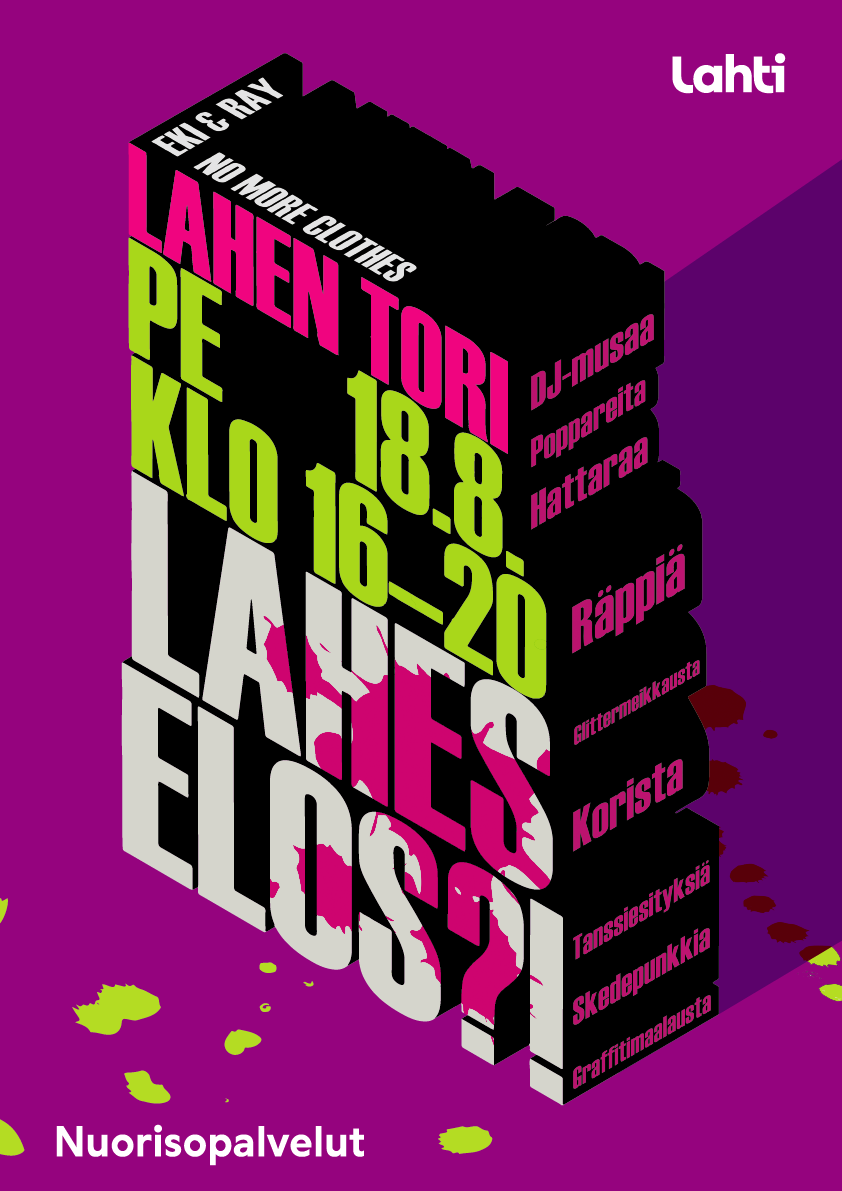 Lahti
EKI & RAY
NO MORE CLOTHES
LAHEN TORI
PE 18.8.
KLO 16–20
LAHES
ELOS?!
DJ-musaa
Poppareita
Hattaraa
Räppiä
Glittermeikkausta
Korista
Tanssiesityksiä
Skedepunkkia
Graffitimaalausta
Nuorisopalvelut